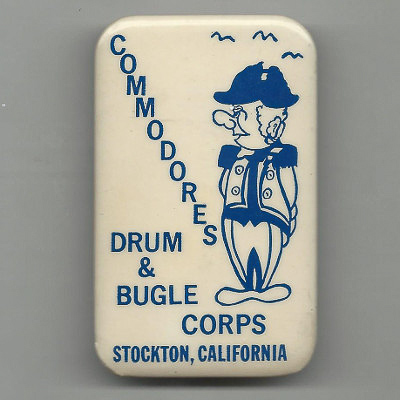 COMMODORES
DRUM
&
BUGLE
CORPS
STOCKTON, CALIFORNIA